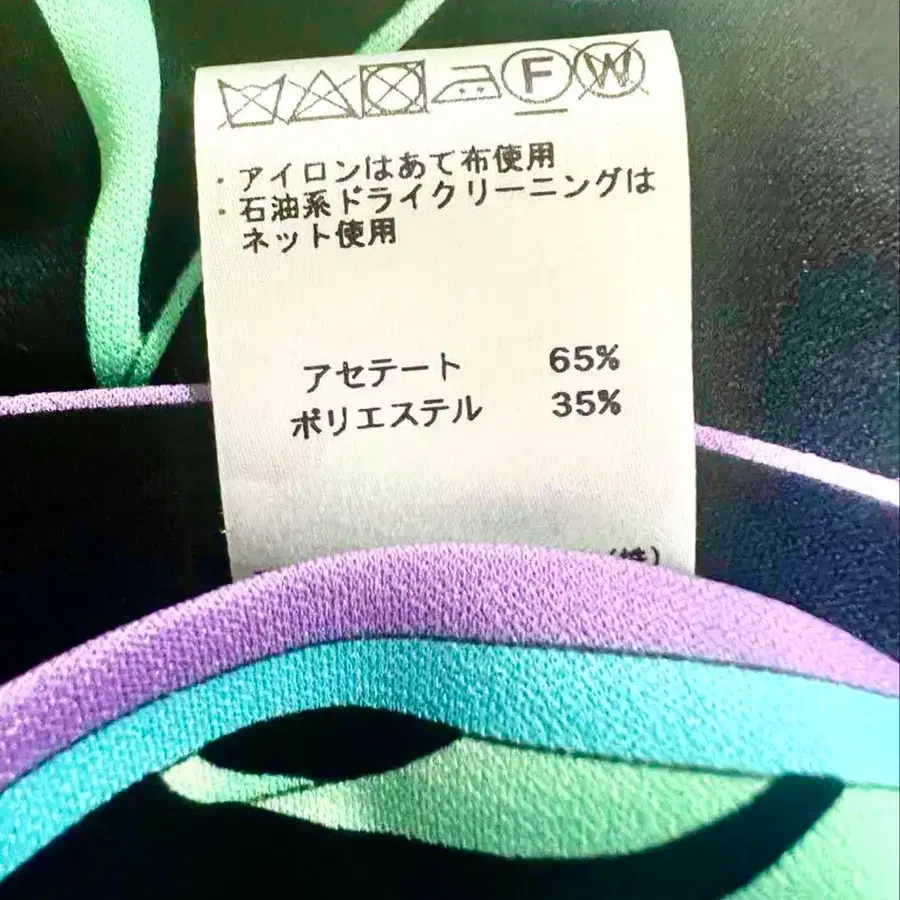 F W
・アイロンはあて布使用
・石油系ドライクリーニングは
ネット使用
アセテート 65%
ポリエステル 35%
(株)